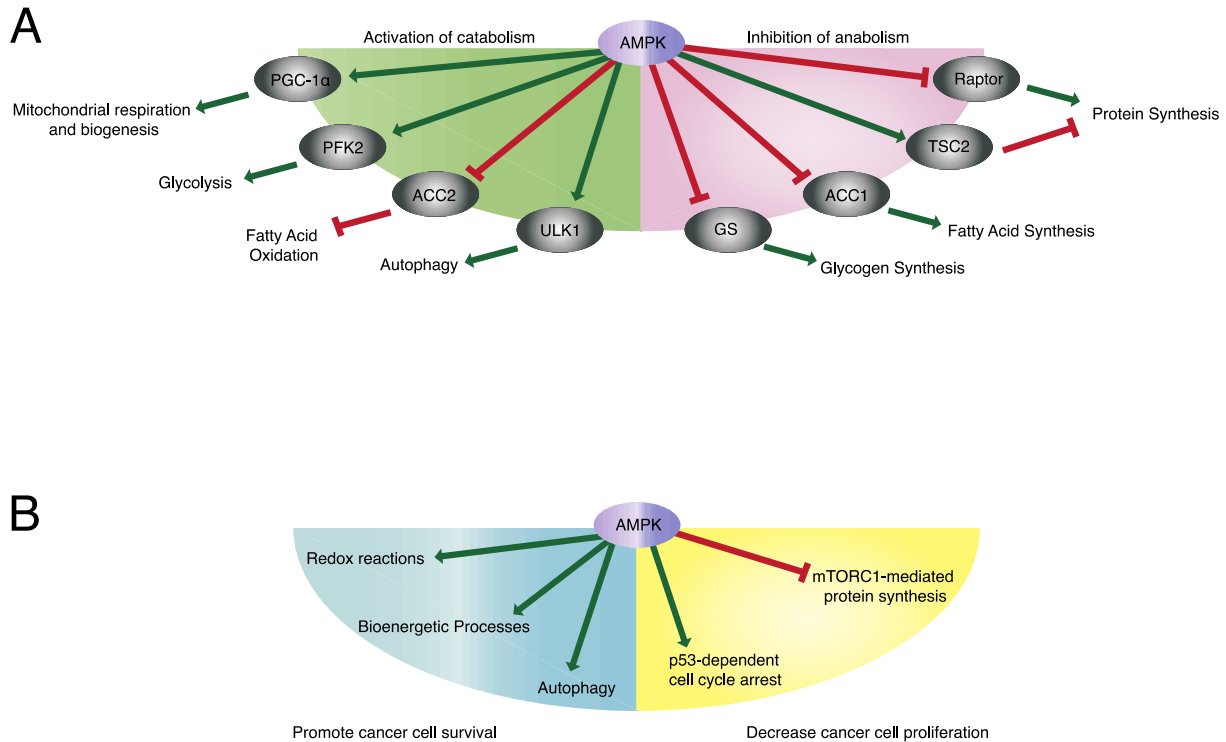 A
Activation of catabolism
AMPK
Inhibition of anabolism
PGC-1α
Raptor
Mitochondrial respiration
and biogenesis
Protein Synthesis
PFK2
TSC2
Glycolysis
ACC2
ACC1
Fatty Acid
Oxidation
ULK1
GS
Fatty Acid Synthesis
Autophagy
Glycogen Synthesis
B
AMPK
Redox reactions
mTORC1-mediated
protein synthesis
Bioenergetic Processes
p53-dependent
cell cycle arrest
Autophagy
Promote cancer cell survival
Decrease cancer cell proliferation